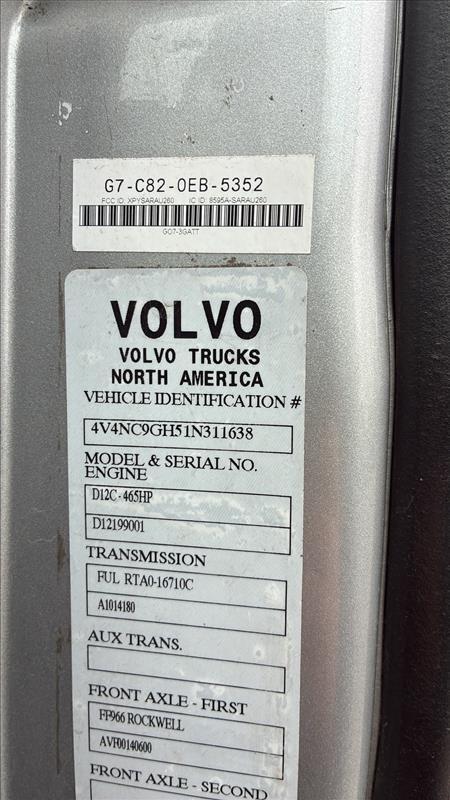 G7-C82-0EB-5352
FCC ID: XPYSARAU260 IC ID: 8595A-SARAU260
GO7-3GATT
VOLVO
VOLVO TRUCKS
NORTH AMERICA
VEHICLE IDENTIFICATION #
4V4NC9GH51N311638
MODEL & SERIAL NO.
ENGINE
D12C-465HP
D12199001
TRANSMISSION
FUL RTA0-16710C
A1014180
AUX TRANS.
FRONT AXLE - FIRST
FF966 ROCKWELL
AVF00140600
FRONT AXLE - SECOND